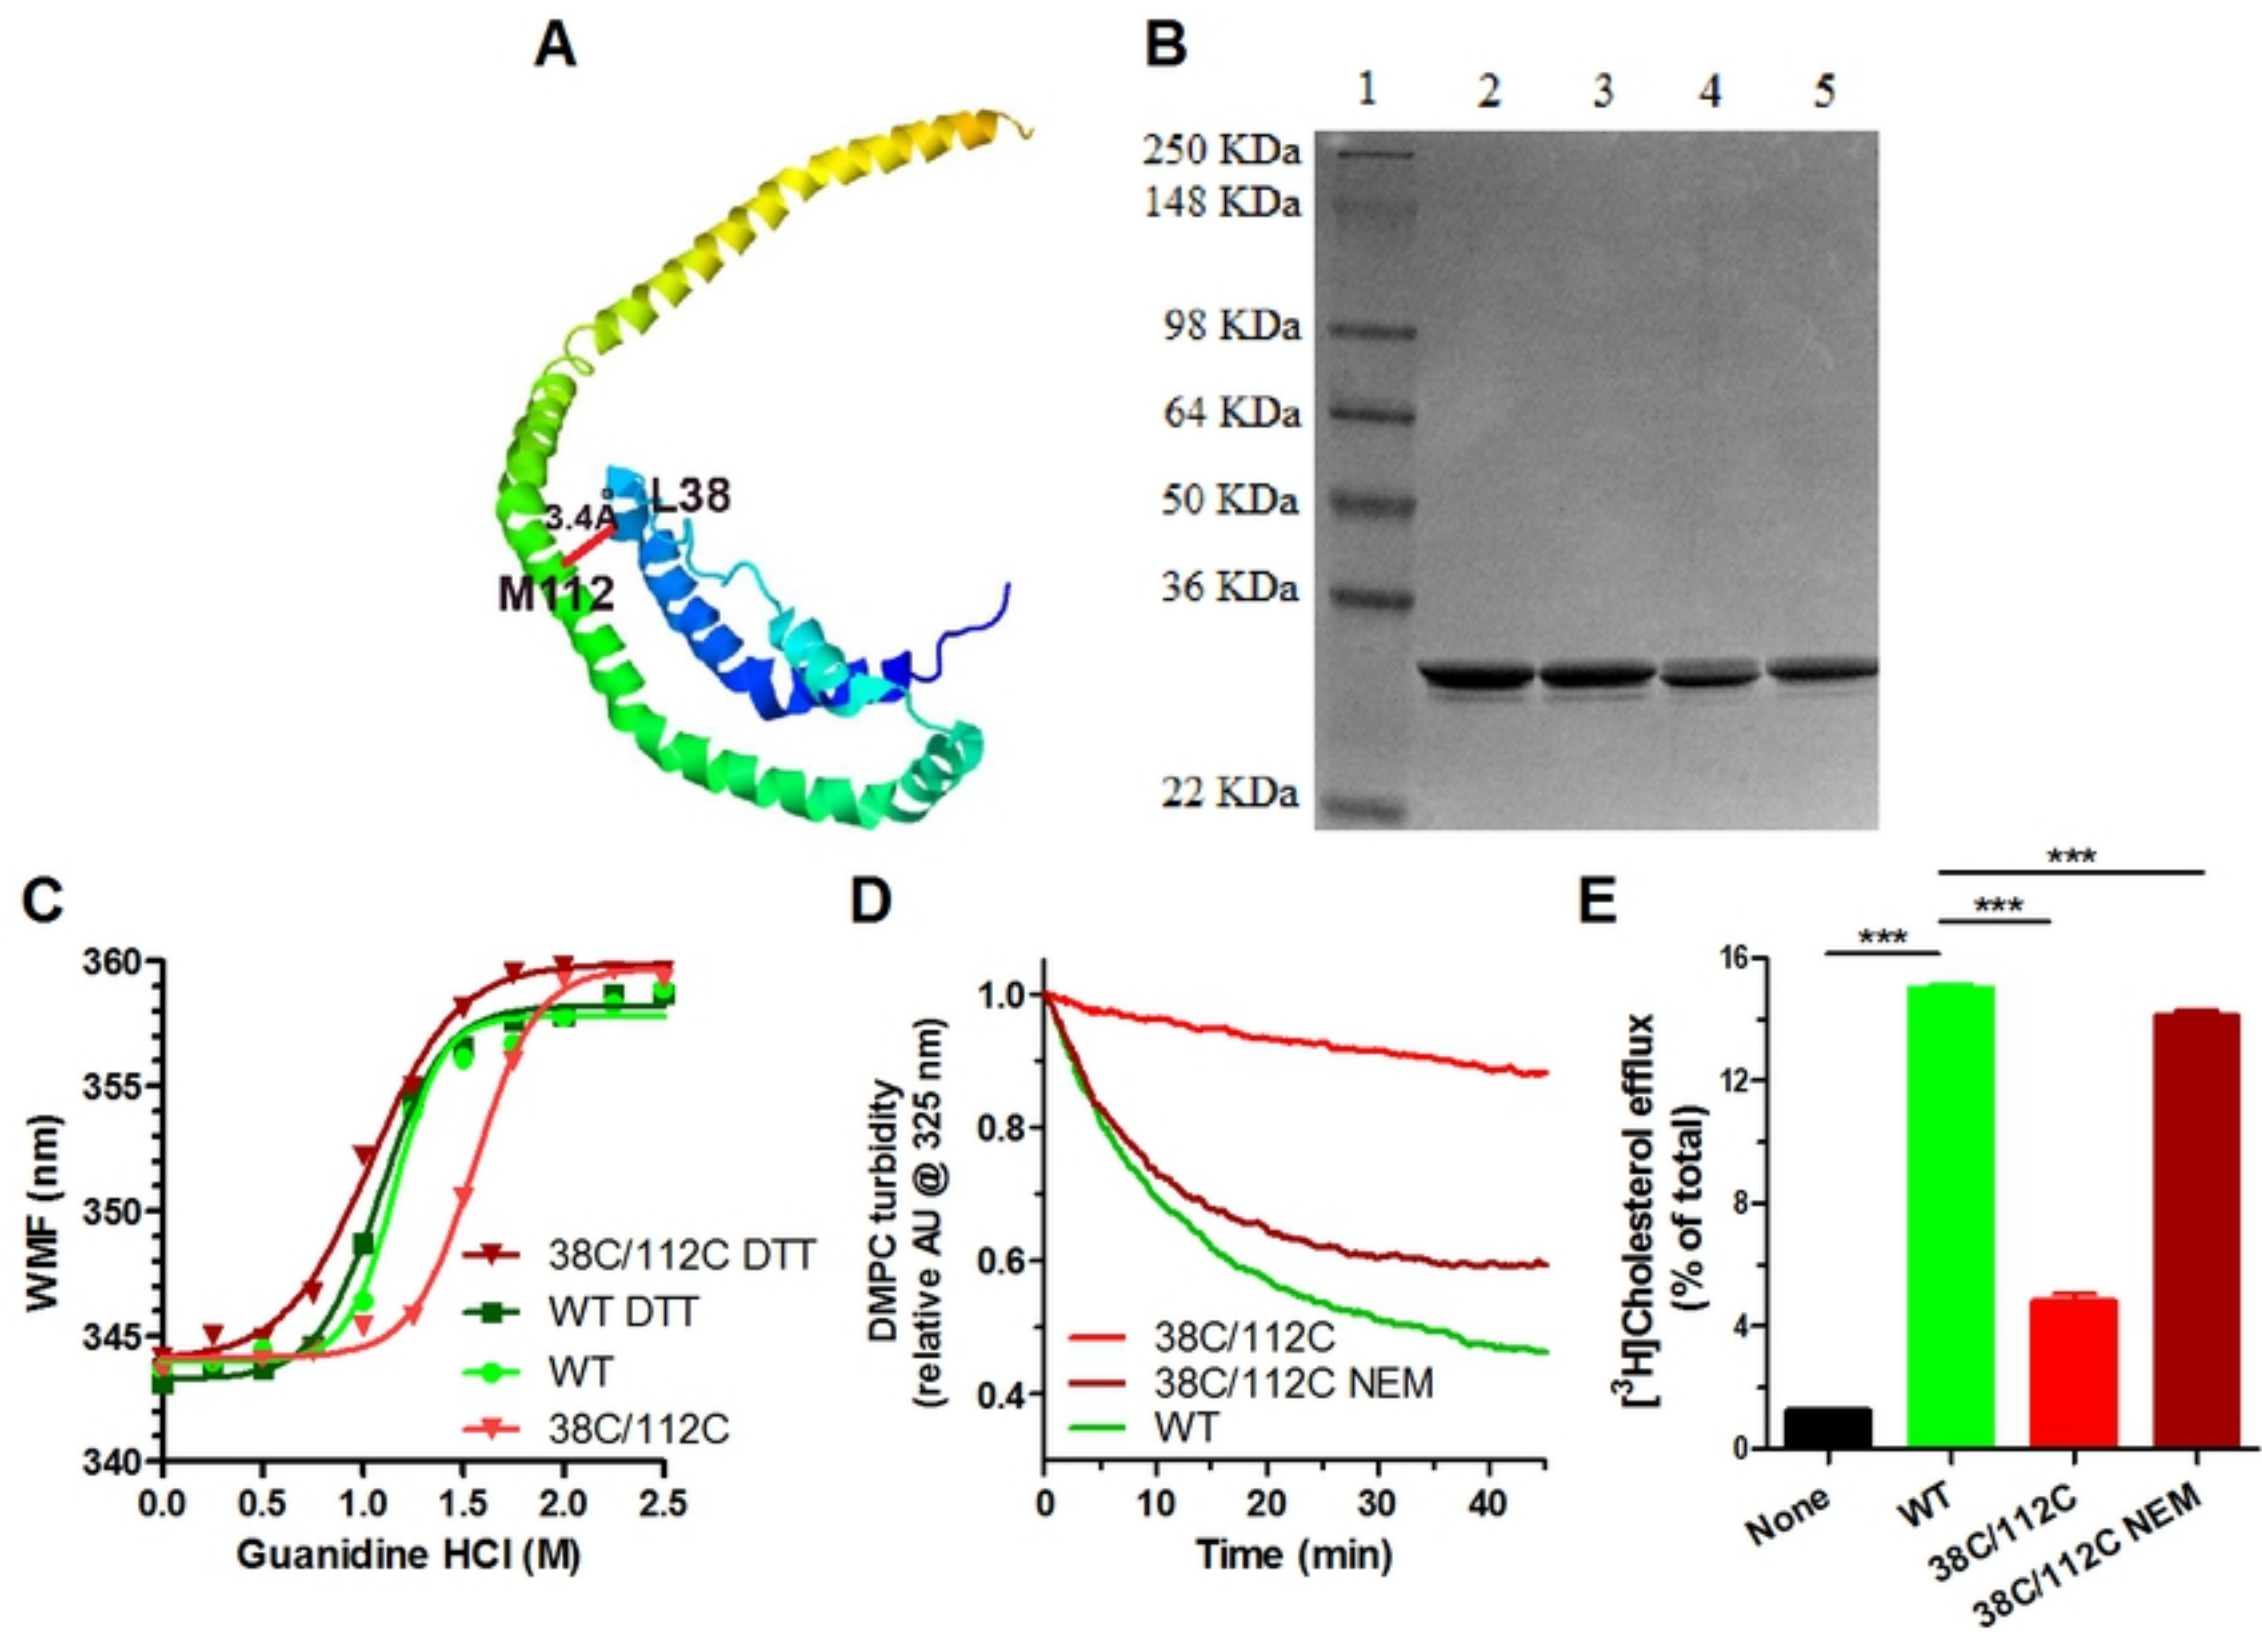 A
L38
3.4Å
M112
B
1 2 3 4 5
250 KDa
148 KDa
98 KDa
64 KDa
50 KDa
36 KDa
22 KDa
C
WMF (nm)
360
355
350
345
340
0.0 0.5 1.0 1.5 2.0 2.5
Guanidine HCl (M)
38C/112C DTT
WT DTT
WT
38C/112C
D
DMPC turbidity
(relative AU @ 325 nm)
1.0
0.8
0.6
0.4
0 10 20 30 40
Time (min)
38C/112C
38C/112C NEM
WT
E
***
***
***
[³H]Cholesterol efflux
(% of total)
16
12
8
4
0
None
WT
38C/112C
38C/112C NEM